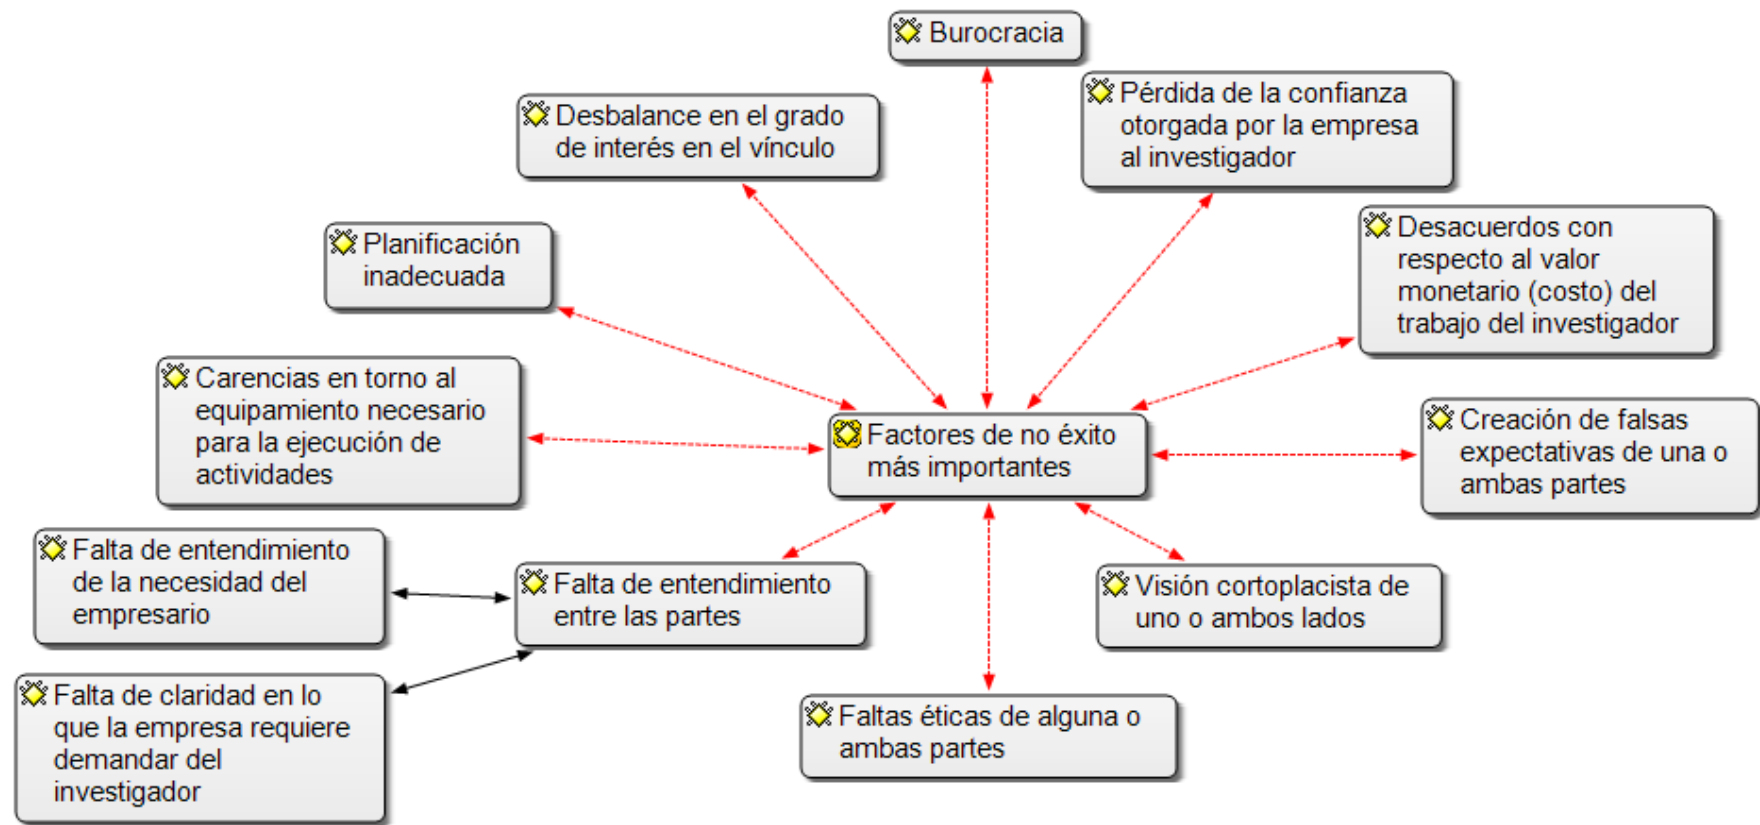 Burocracia
Desbalance en el grado
de interés en el vínculo
Pérdida de la confianza
otorgada por la empresa
al investigador
Planificación
inadecuada
Desacuerdos con
respecto al valor
monetario (costo) del
trabajo del investigador
Carencias en torno al
equipamiento necesario
para la ejecución de
actividades
Factores de no éxito
más importantes
Creación de falsas
expectativas de una o
ambas partes
Falta de entendimiento
de la necesidad del
empresario
Falta de entendimiento
entre las partes
Visión cortoplacista de
uno o ambos lados
Falta de claridad en lo
que la empresa requiere
demandar del
investigador
Faltas éticas de alguna o
ambas partes